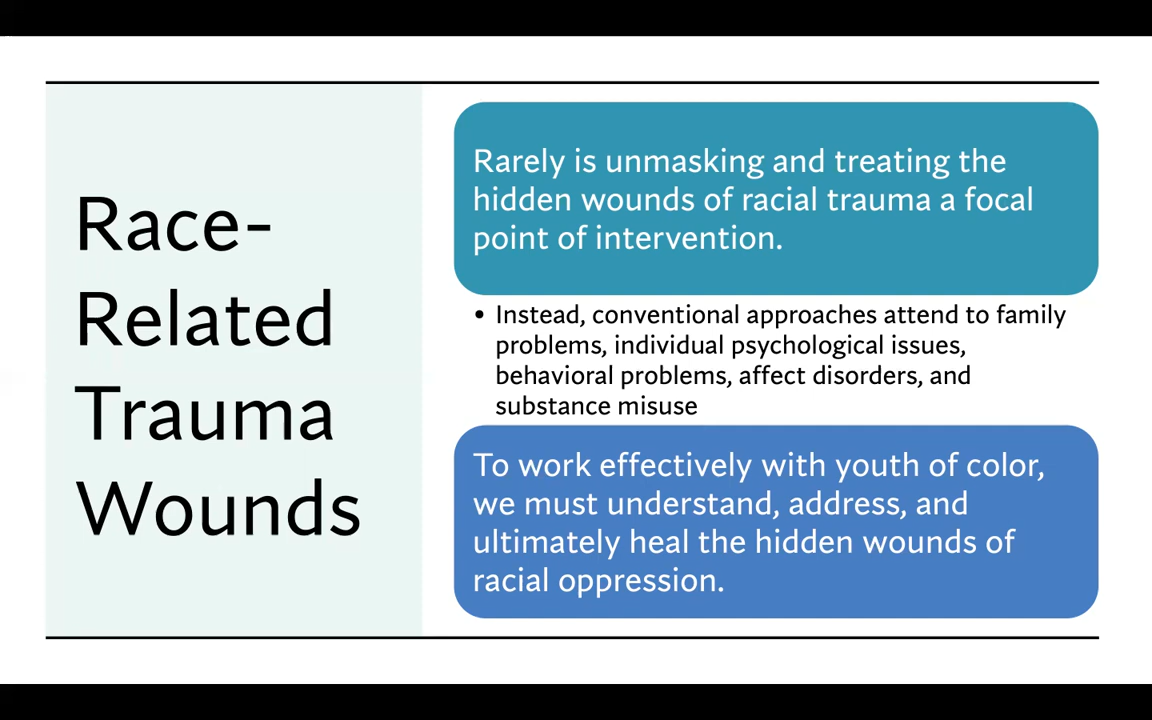 Race-
Related
Trauma
Wounds
Rarely is unmasking and treating the
hidden wounds of racial trauma a focal
point of intervention.
• Instead, conventional approaches attend to family
problems, individual psychological issues,
behavioral problems, affect disorders, and
substance misuse
To work effectively with youth of color,
we must understand, address, and
ultimately heal the hidden wounds of
racial oppression.